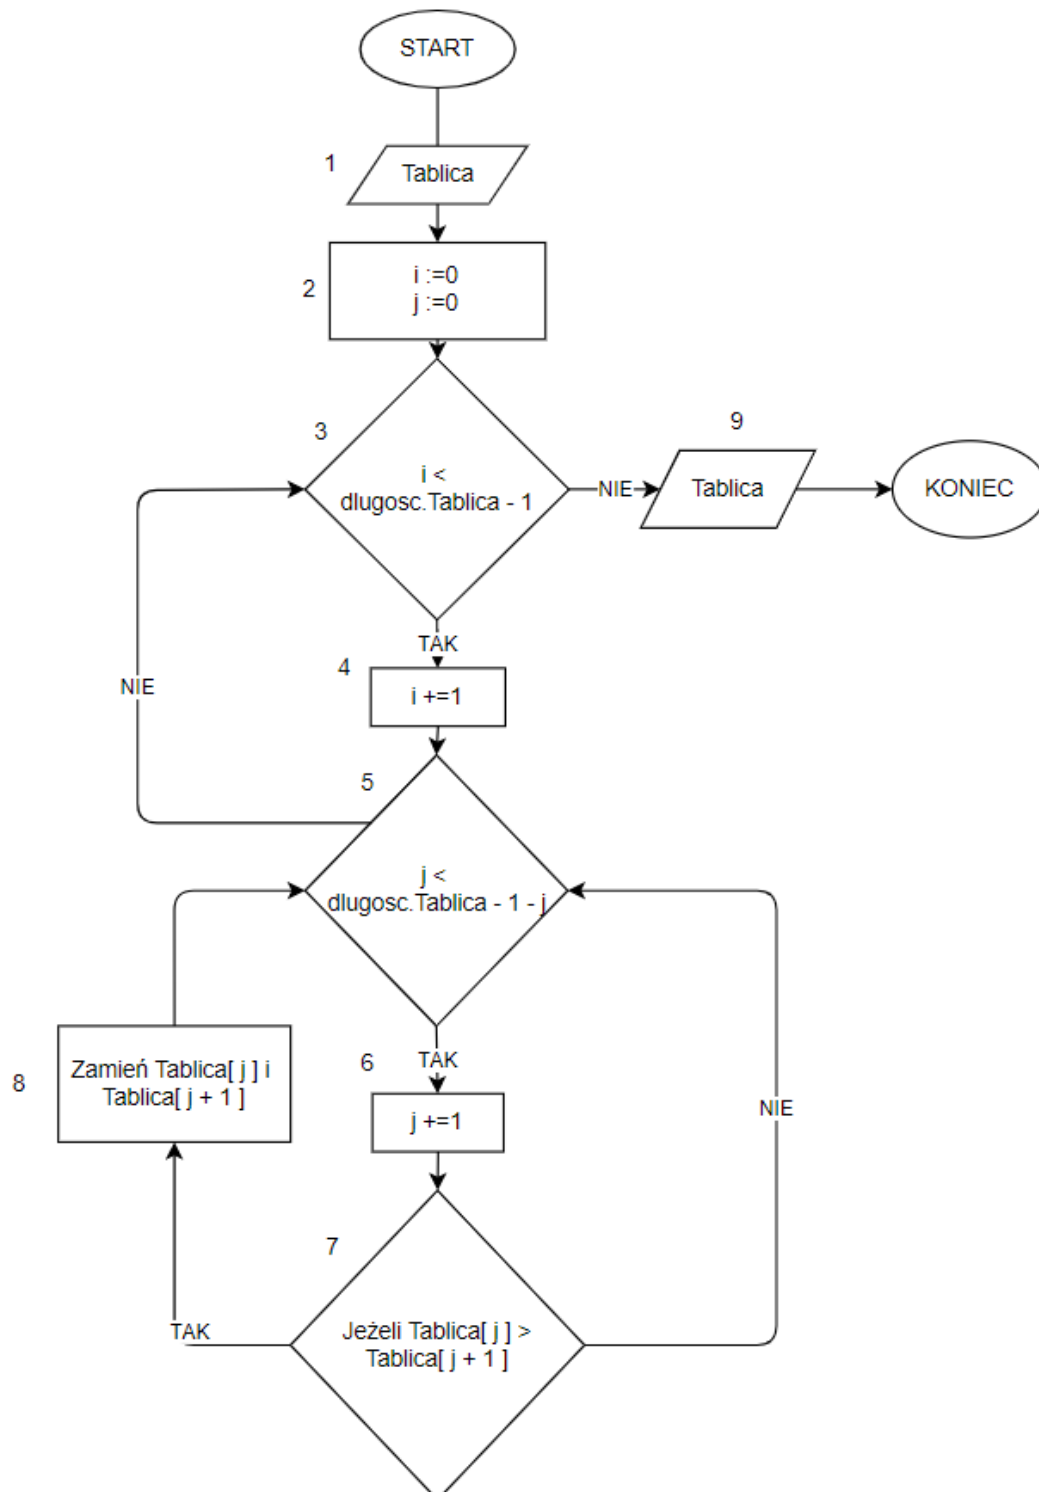 START
1
Tablica
2
i :=0
j :=0
3
i <
dlugosc.Tablica - 1
NIE
9
Tablica
KONIEC
TAK
4
i +=1
NIE
5
j <
dlugosc.Tablica - 1 - j
TAK
6
j +=1
8
Zamień Tablica[ j ] i
Tablica[ j + 1 ]
NIE
7
Jeżeli Tablica[ j ] >
Tablica[ j + 1 ]
TAK